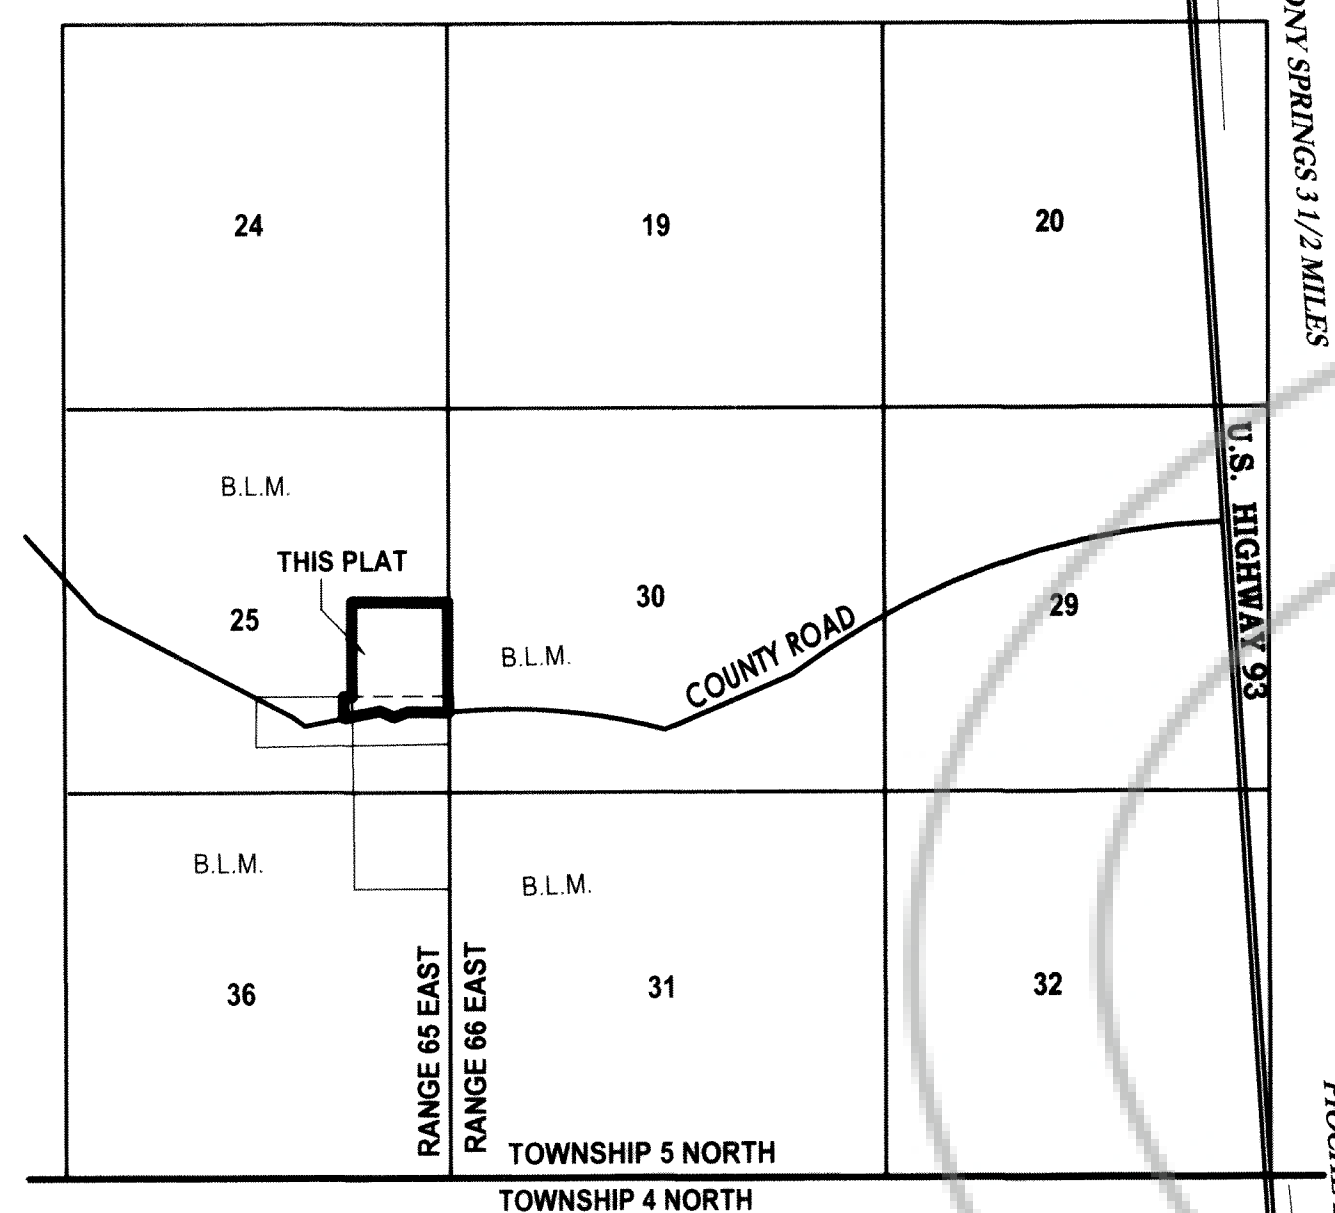 SPRINGS 3 1/2 MILES
24
19
20
B.L.M.
U.S. HIGHWAY 93
THIS PLAT
25
30
29
B.L.M.
COUNTY ROAD
B.L.M.
B.L.M.
36
31
32
RANGE 65 EAST
RANGE 66 EAST
TOWNSHIP 5 NORTH
TOWNSHIP 4 NORTH